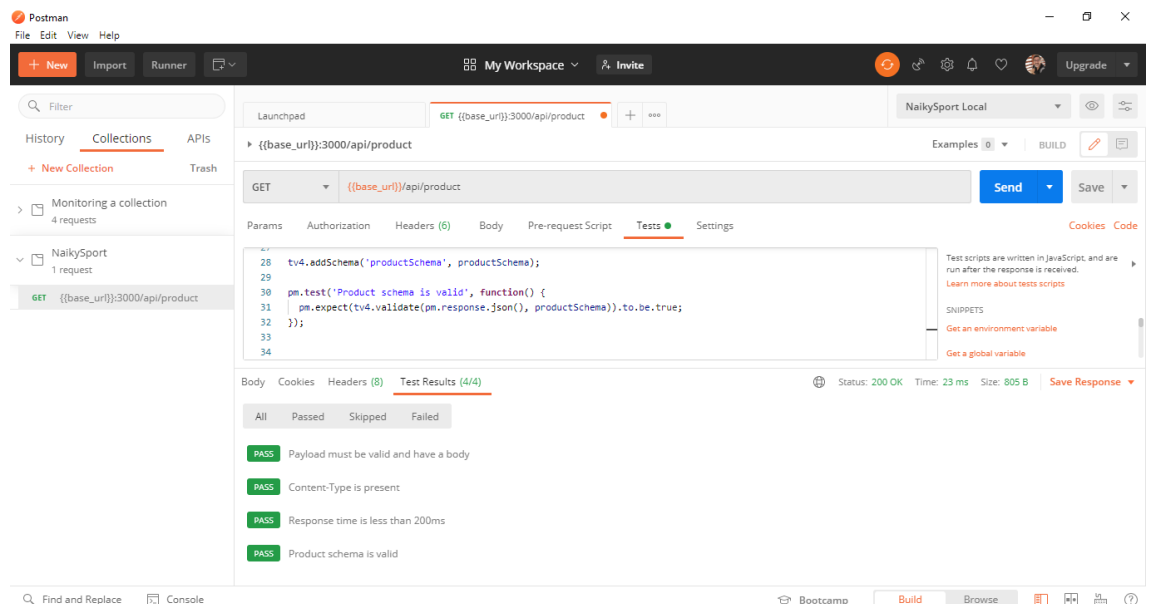 Postman
File Edit View Help
+ New Import Runner My Workspace Invite Upgrade
Filter
History Collections APIs
+ New Collection Trash
Monitoring a collection
4 requests
NaikySport
1 request
GET {{base_url}}:3000/api/product
Launchpad GET {{base_url}}:3000/api/product + ooo NaikySport Local
{{base_url}}:3000/api/product Examples 0 BUILD
GET {{base_url}}/api/product Send Save
Params Authorization Headers (6) Body Pre-request Script Tests Settings Cookies Code
27
28 tv4.addSchema('productSchema', productSchema);
29
30 pm.test('Product schema is valid', function() {
31 pm.expect(tv4.validate(pm.response.json(), productSchema)).to.be.true;
32 });
33
34
Test scripts are written in JavaScript, and are
run after the response is received.
Learn more about tests scripts
SNIPPETS
Get an environment variable
Get a global variable
Body Cookies Headers (8) Test Results (4/4) Status: 200 OK Time: 23 ms Size: 805 B Save Response
All Passed Skipped Failed
PASS Payload must be valid and have a body
PASS Content-Type is present
PASS Response time is less than 200ms
PASS Product schema is valid
Find and Replace Console Bootcamp Build Browse